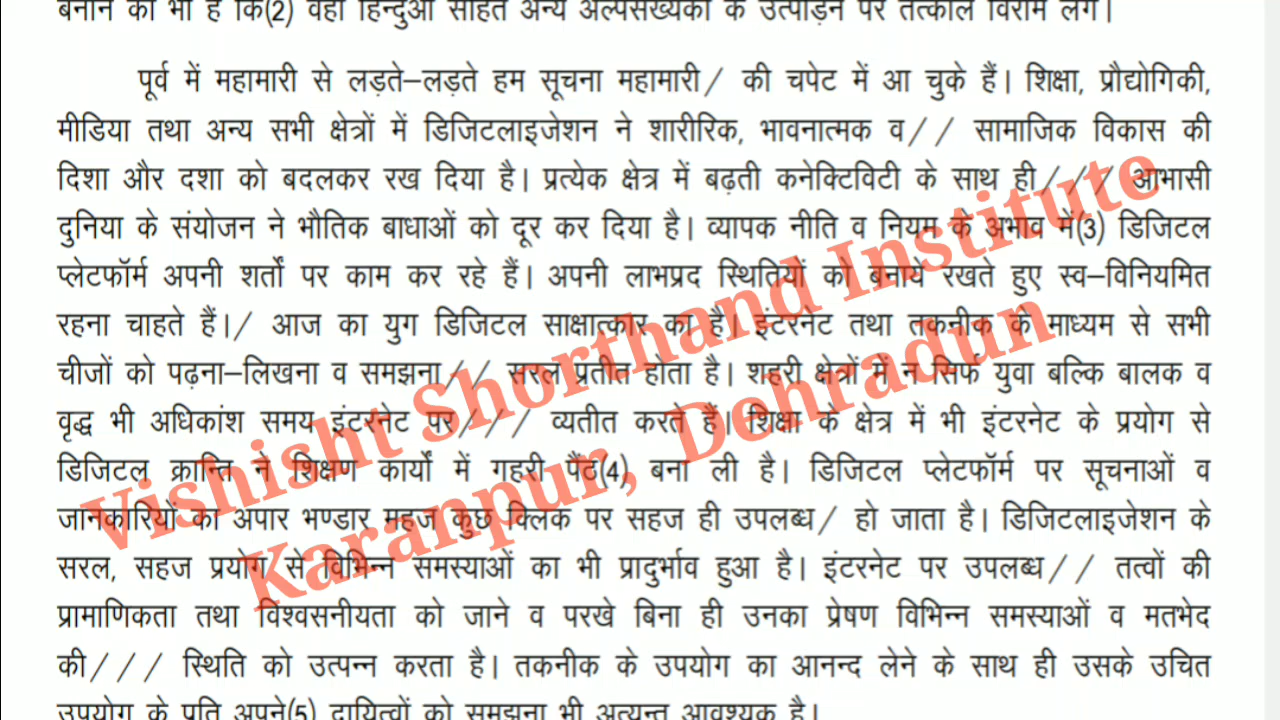 बनाने की भी है कि(2) वहां हिन्दुओं सहित अन्य अल्पसंख्यकों के उत्पीड़न पर तत्काल विराम लगे।
पूर्व में महामारी से लड़ते–लड़ते हम सूचना महामारी/ की चपेट में आ चुके हैं। शिक्षा, प्रौद्योगिकी,
मीडिया तथा अन्य सभी क्षेत्रों में डिजिटलाइजेशन ने शारीरिक, भावनात्मक व// सामाजिक विकास की
दिशा और दशा को बदलकर रख दिया है। प्रत्येक क्षेत्र में बढ़ती कनेक्टिविटी के साथ ही/// आभासी
दुनिया के संयोजन ने भौतिक बाधाओं को दूर कर दिया है। व्यापक नीति व नियम के अभाव में(3) डिजिटल
प्लेटफॉर्म अपनी शर्तों पर काम कर रहे हैं। अपनी लाभप्रद स्थितियों को बनाये रखते हुए स्व–विनियमित
रहना चाहते हैं।/ आज का युग डिजिटल साक्षात्कार का है। इंटरनेट तथा तकनीक के माध्यम से सभी
चीजों को पढ़ना–लिखना व समझना// सरल प्रतीत होता है। शहरी क्षेत्रों में न सिर्फ युवा बल्कि बालक व
वृद्ध भी अधिकांश समय इंटरनेट पर/// व्यतीत करते हैं। शिक्षा के क्षेत्र में भी इंटरनेट के प्रयोग से
डिजिटल क्रान्ति ने शिक्षण कार्यों में गहरी पैंठ(4) बना ली है। डिजिटल प्लेटफॉर्म पर सूचनाओं व
जानकारियों का अपार भण्डार महज कुछ क्लिक पर सहज ही उपलब्ध/ हो जाता है। डिजिटलाइजेशन के
सरल, सहज प्रयोग से विभिन्न समस्याओं का भी प्रादुर्भाव हुआ है। इंटरनेट पर उपलब्ध// तत्वों की
प्रामाणिकता तथा विश्वसनीयता को जाने व परखे बिना ही उनका प्रेषण विभिन्न समस्याओं व मतभेद
की/// स्थिति को उत्पन्न करता है। तकनीक के उपयोग का आनन्द लेने के साथ ही उसके उचित
उपयोग के प्रति अपने(5) दायित्वों को समझना भी अत्यन्त आवश्यक है।
Vishisht Shorthand Institute
Karanpur, Dehradun